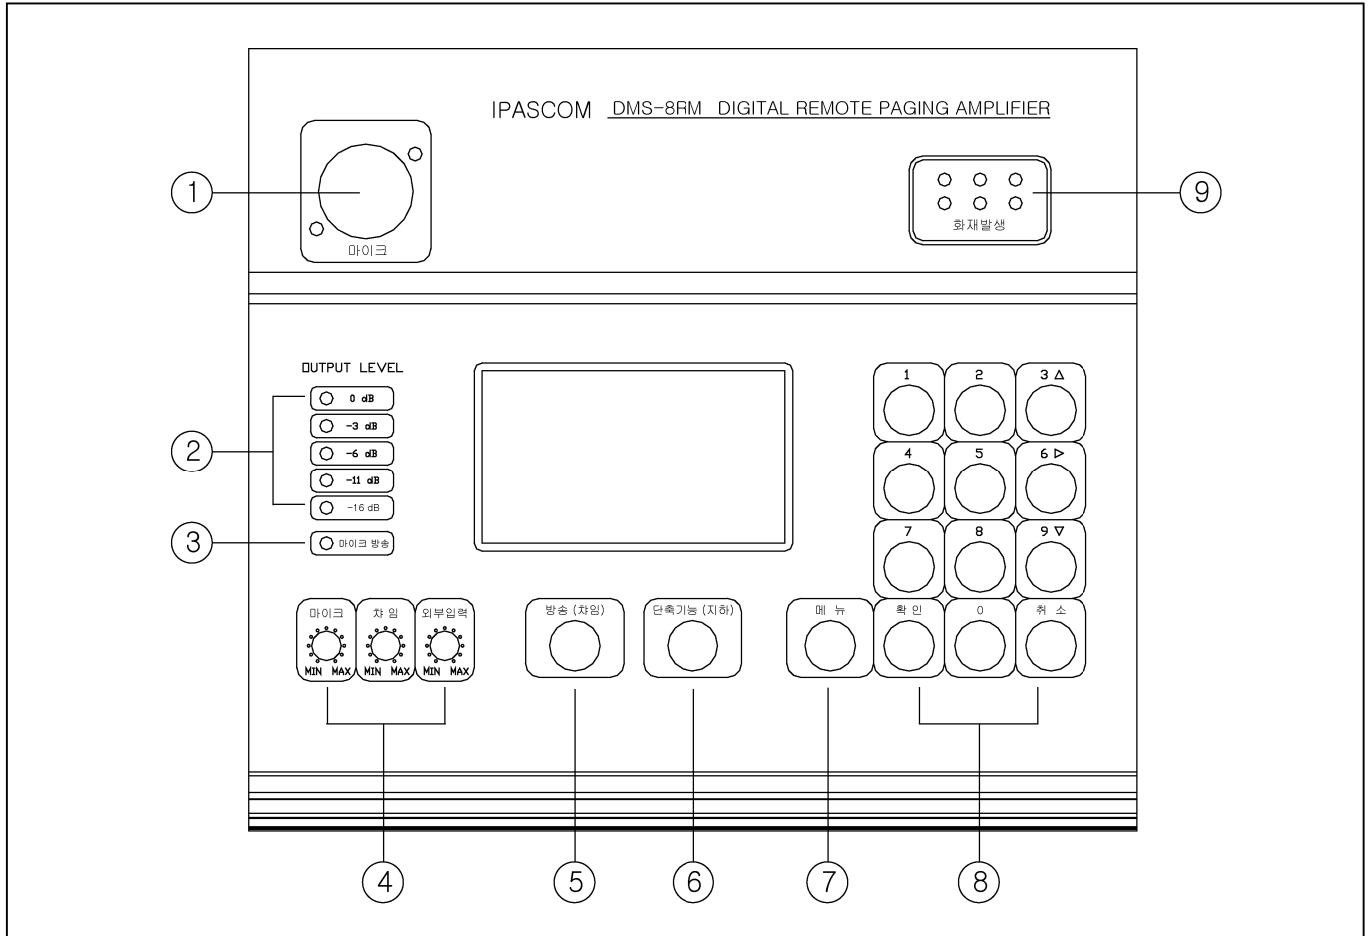 IPASCOM DMS-8RM DIGITAL REMOTE PAGING AMPLIFIER
1
마이크
화재발생
9
OUTPUT LEVEL
0 dB
-3 dB
-6 dB
-11 dB
-16 dB
마이크 방송
2
3
1 2 3 △
4 5 6 ▷
7 8 9 ▽
마이크 챠 임 외부입력
MIN MAX MIN MAX MIN MAX
방송 (챠임) 단축기능 (지하) 메 뉴 확 인 0 취 소
4 5 6 7 8